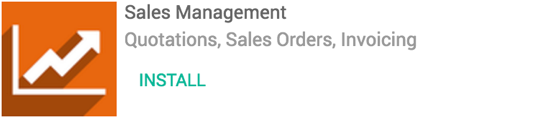 Sales Management
Quotations, Sales Orders, Invoicing
INSTALL